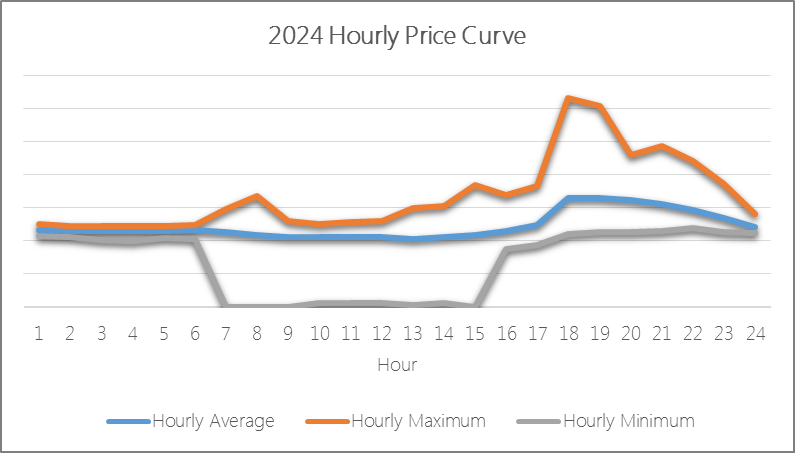 2024 Hourly Price Curve
1 2 3 4 5 6 7 8 9 10 11 12 13 14 15 16 17 18 19 20 21 22 23 24
Hour
Hourly Average Hourly Maximum Hourly Minimum